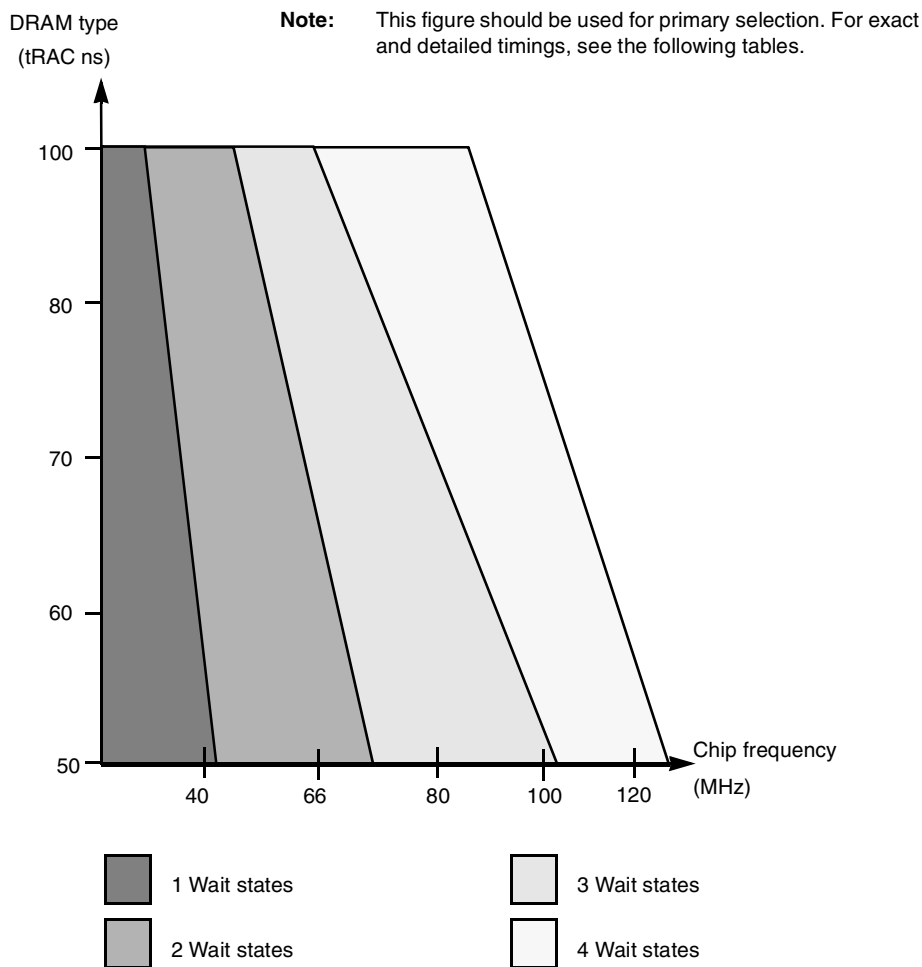 DRAM type
(tRAC ns)
Note: This figure should be used for primary selection. For exact
and detailed timings, see the following tables.
100
80
70
60
50
40 66 80 100 120
Chip frequency
(MHz)
1 Wait states
2 Wait states
3 Wait states
4 Wait states